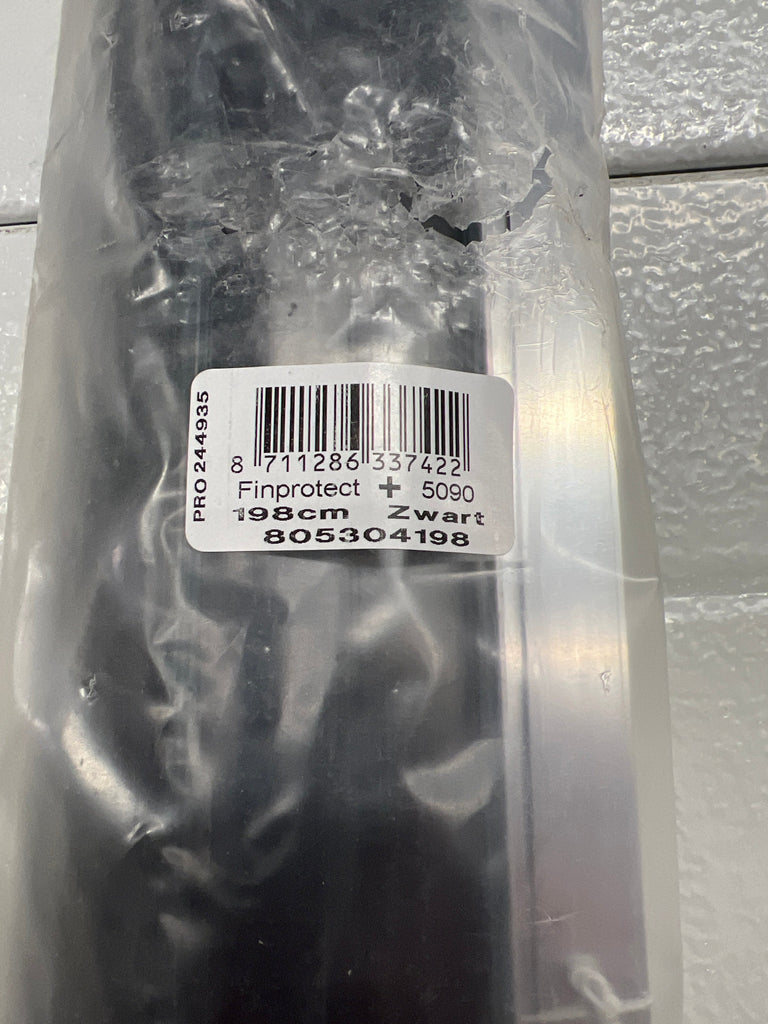 PRO 244935
8 711286 337422
Finprotect + 5090
198cm Zwart
805304198